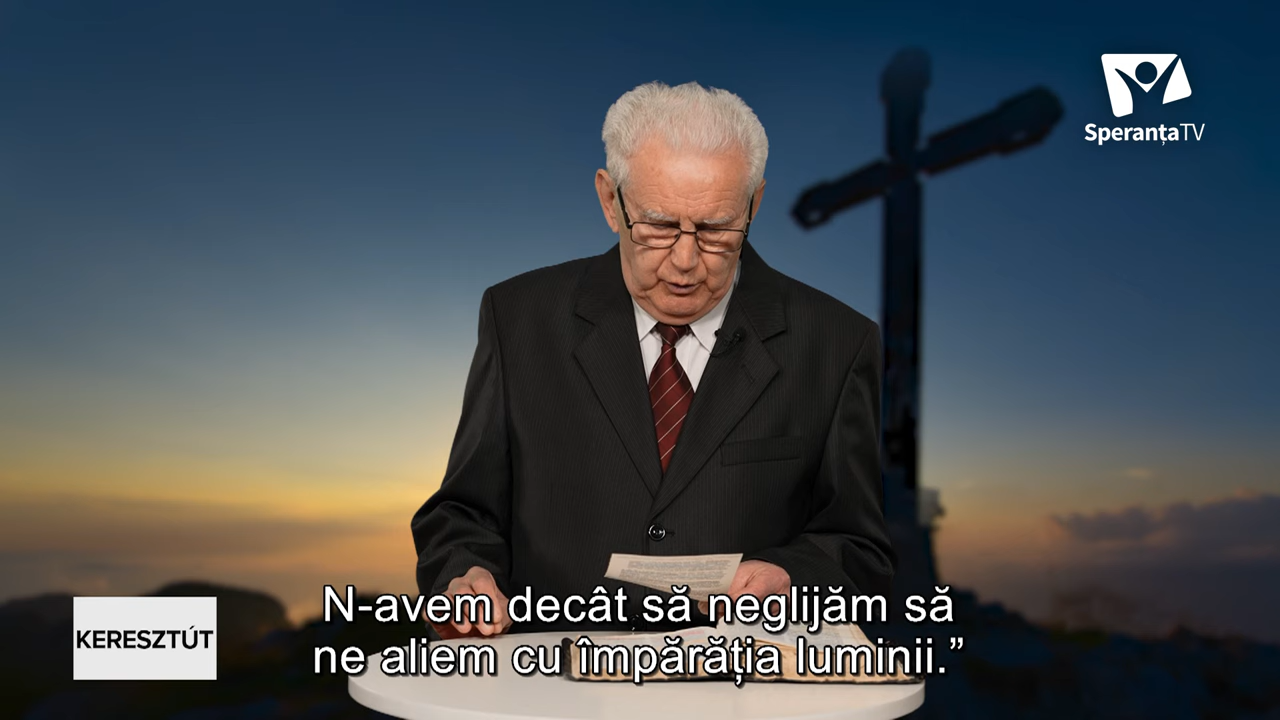 SperanțaTV
KERESZTÚT
N-avem decât să neglijăm să
ne aliem cu împărăția luminii.”